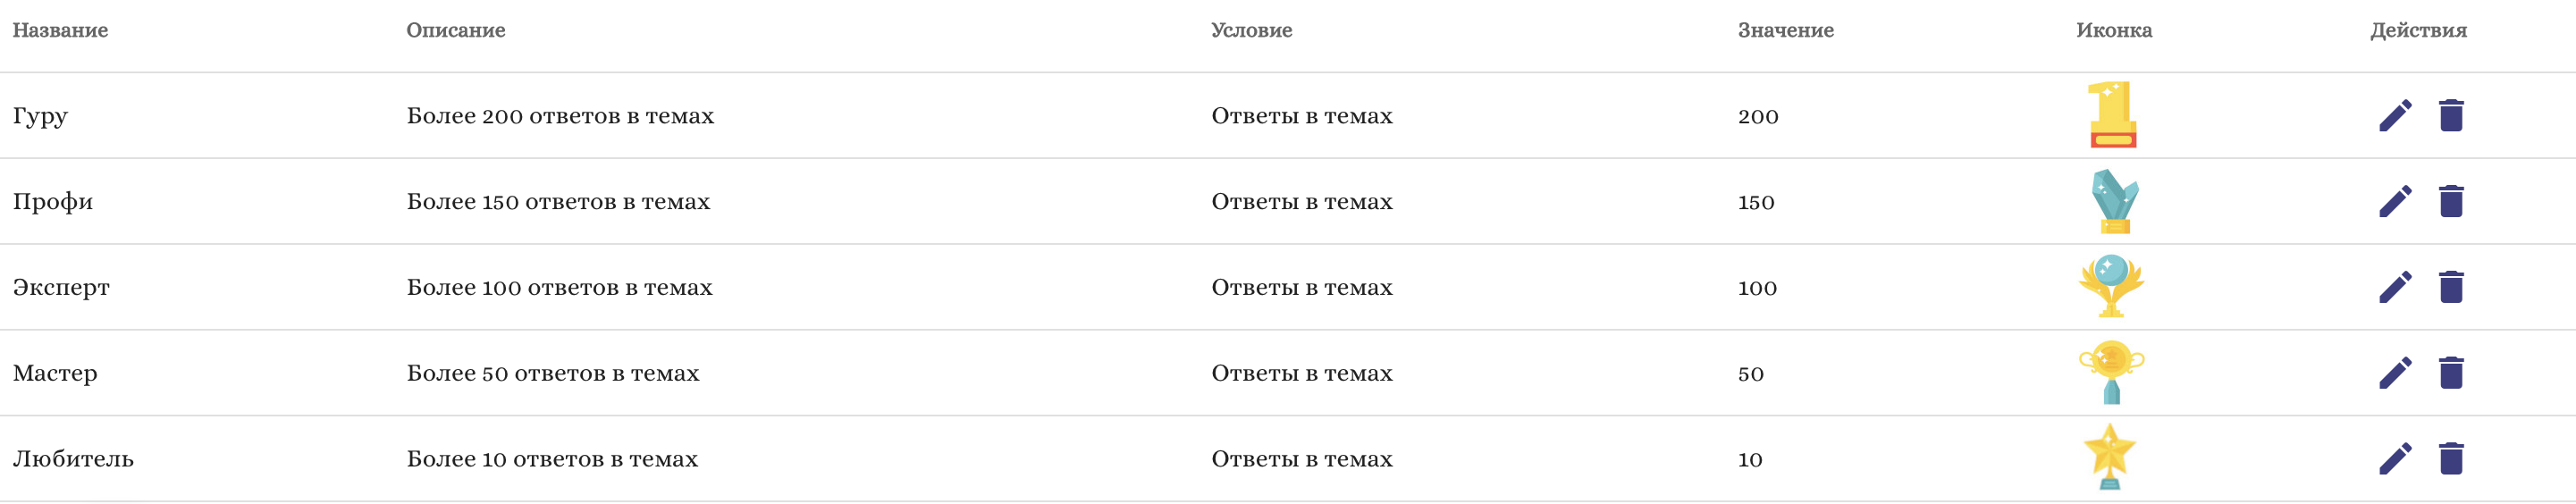 Название Описание Условие Значение Иконка Действия
Гуру Более 200 ответов в темах Ответы в темах 200
Профи Более 150 ответов в темах Ответы в темах 150
Эксперт Более 100 ответов в темах Ответы в темах 100
Мастер Более 50 ответов в темах Ответы в темах 50
Любитель Более 10 ответов в темах Ответы в темах 10